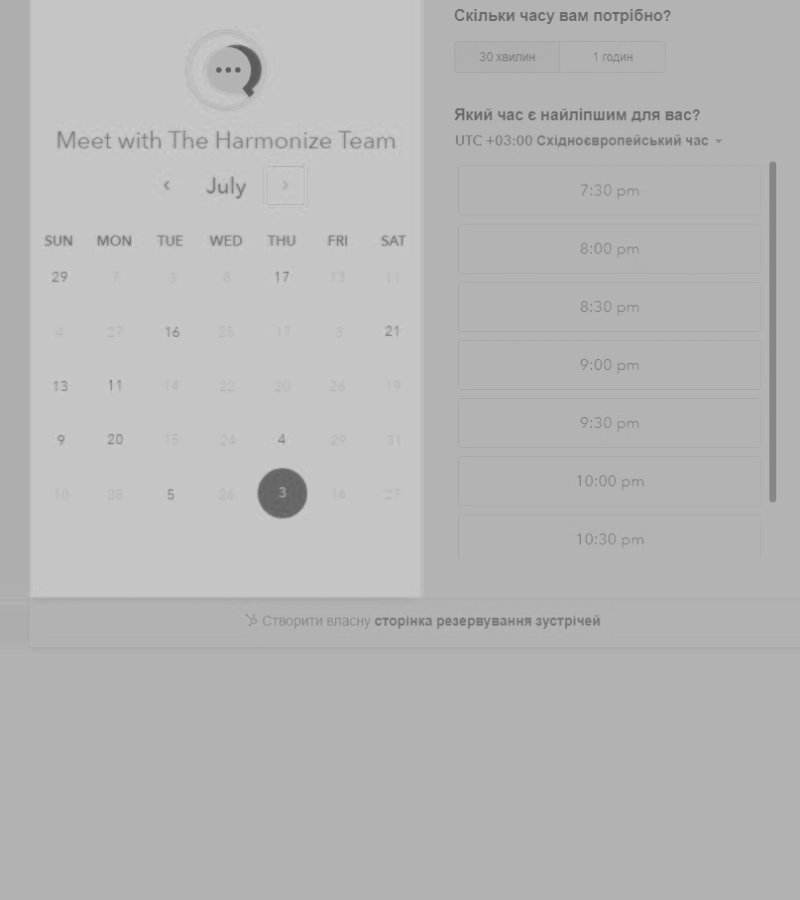 Meet with The Harmonize Team
July
SUN MON TUE WED THU FRI SAT
29 7 17 13 11
4 27 16 25 17 3 21
13 11 14 22 20 26 19
9 20 15 24 4 29 31
10 28 5 26 3 16 27
Скільки часу вам потрібно?
30 хвилин 1 годин
Який час є найліпшим для вас?
UTC +03:00 Східноєвропейський час
7:30 pm
8:00 pm
8:30 pm
9:00 pm
9:30 pm
10:00 pm
10:30 pm
Створити власну сторінка резервування зустрічей